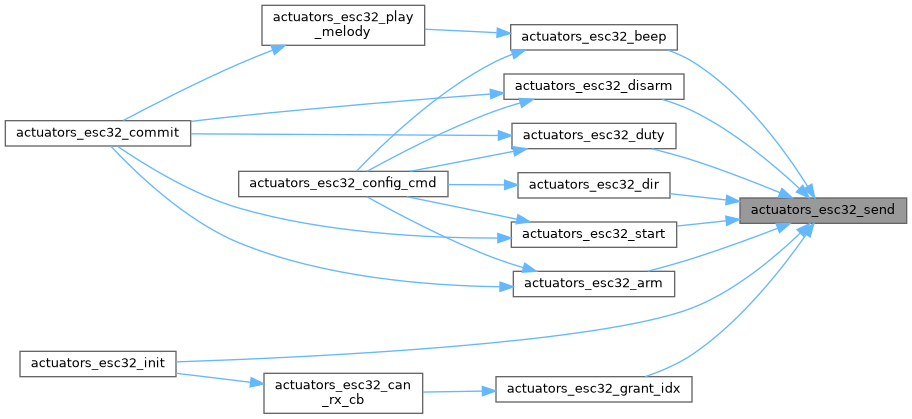 actuators_esc32_play
_melody
actuators_esc32_beep
actuators_esc32_disarm
actuators_esc32_commit
actuators_esc32_duty
actuators_esc32_config_cmd
actuators_esc32_dir
actuators_esc32_send
actuators_esc32_start
actuators_esc32_arm
actuators_esc32_init
actuators_esc32_can
_rx_cb
actuators_esc32_grant_idx